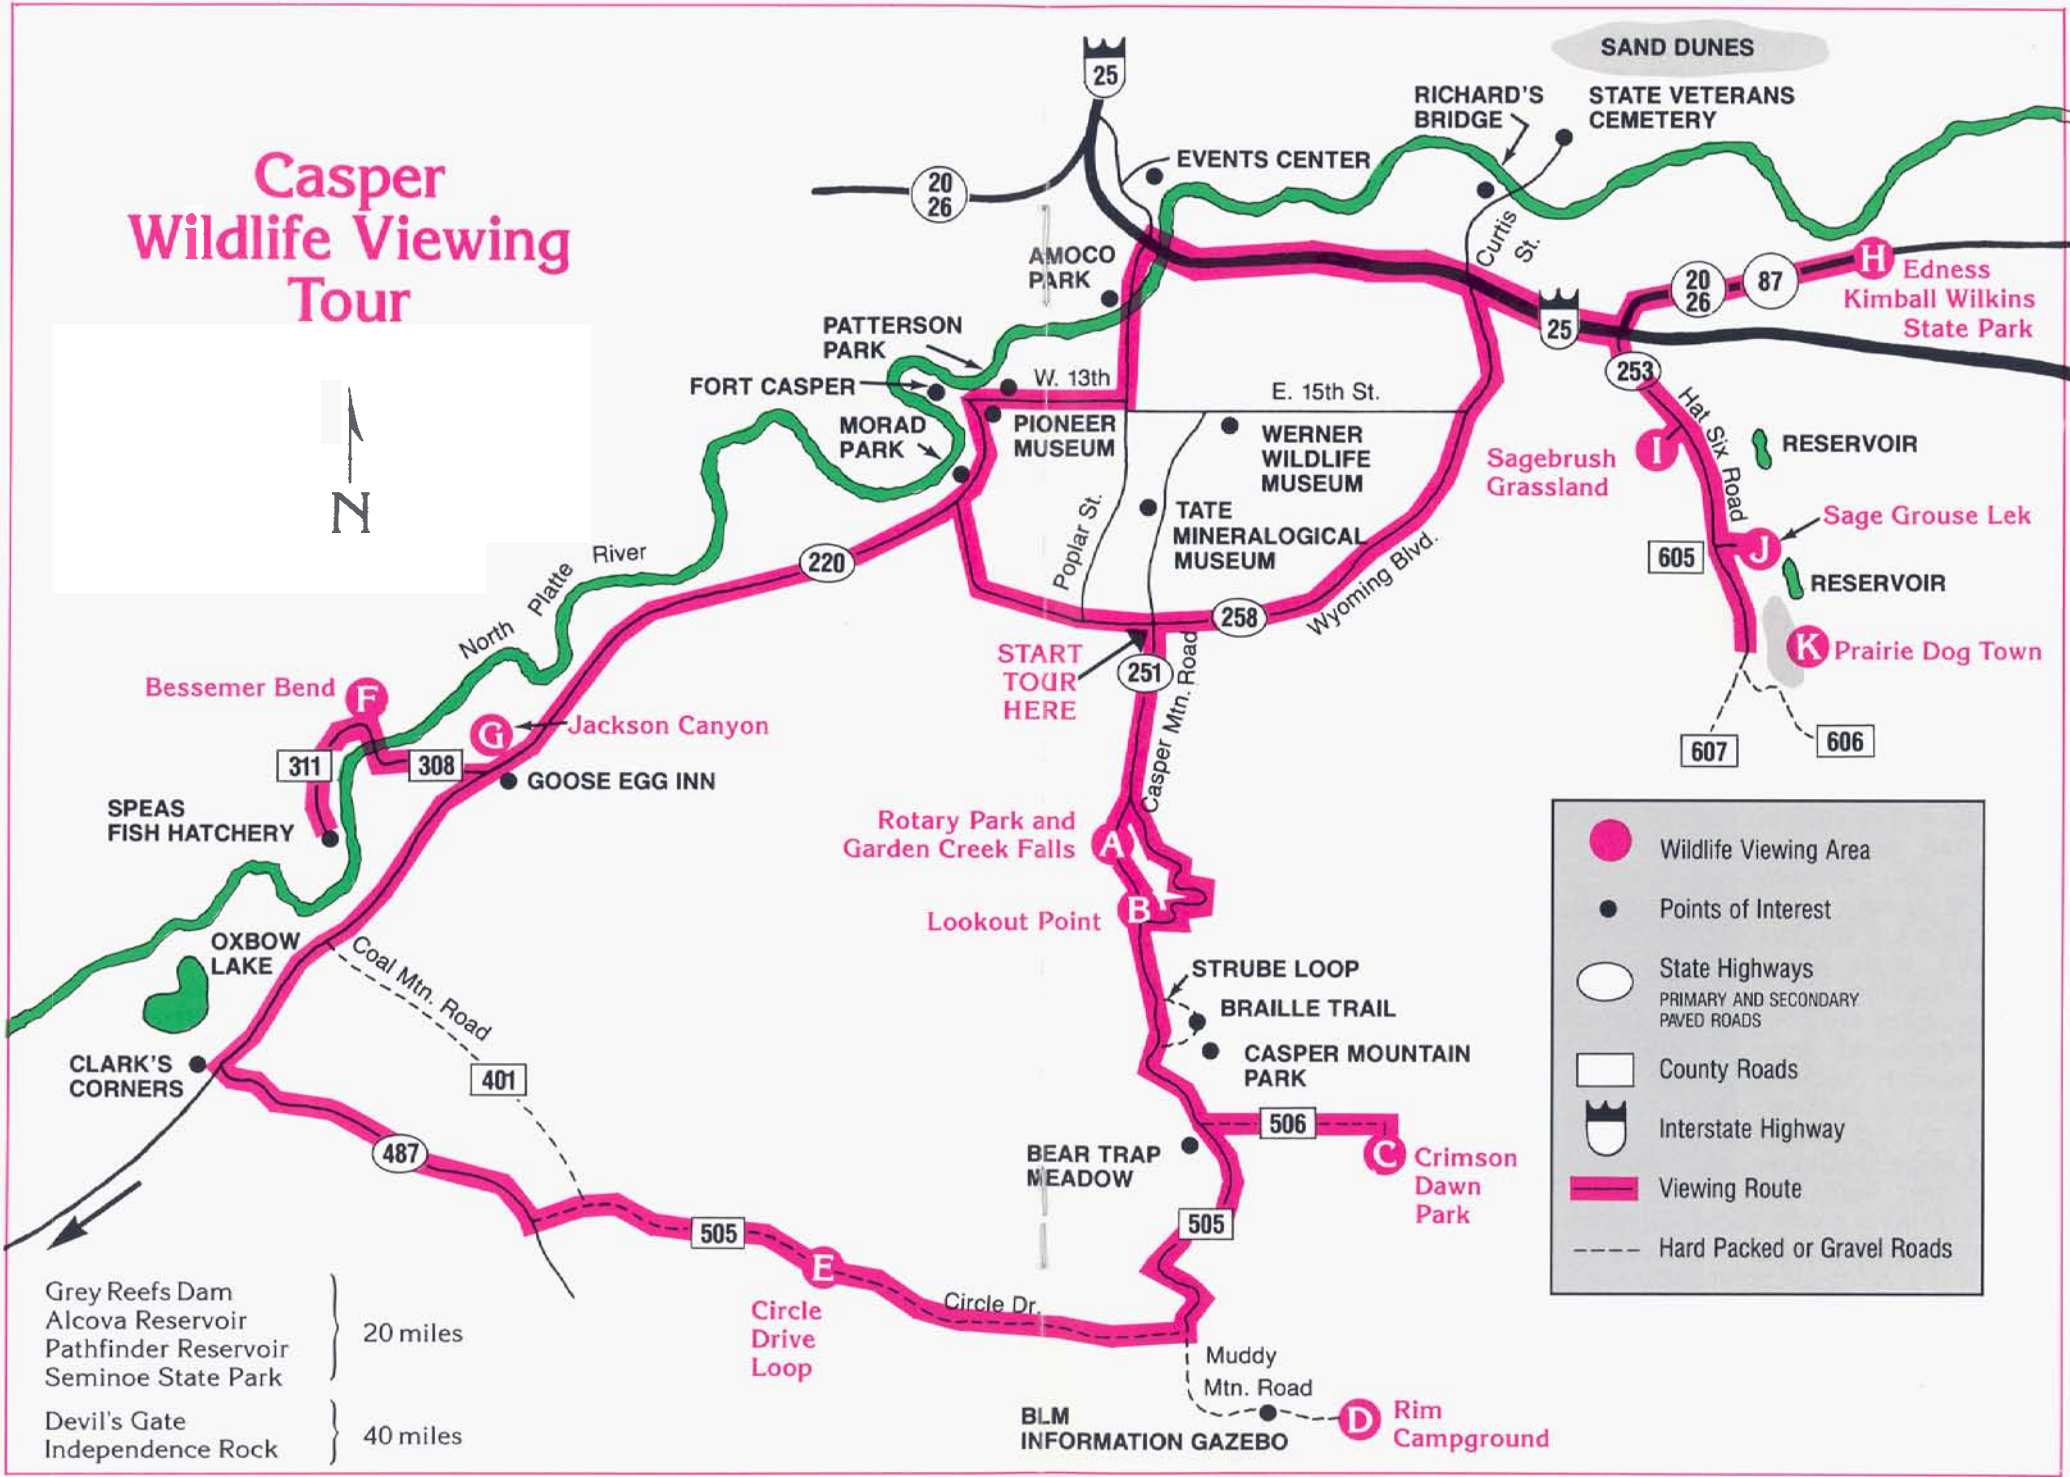 Casper
Wildlife Viewing
Tour
N
25
20
26
SAND DUNES
RICHARD'S
BRIDGE
STATE VETERANS
CEMETERY
EVENTS CENTER
Curtis
St.
AMOCO
PARK
PATTERSON
PARK
FORT CASPER
MORAD
PARK
W. 13th
PIONEER
MUSEUM
E. 15th St.
WERNER
WILDLIFE
MUSEUM
TATE
MINERALOGICAL
MUSEUM
Poplar St.
Wyoming Blvd.
25
20
26
87
H
Edness
Kimball Wilkins
State Park
253
Hat Six Road
I
Sagebrush
Grassland
RESERVOIR
Sage Grouse Lek
605
J
RESERVOIR
K
Prairie Dog Town
607
606
220
North Platte River
258
START
TOUR
HERE
251
Casper Mtn. Road
Bessemer Bend
F
G
Jackson Canyon
311
308
GOOSE EGG INN
SPEAS
FISH HATCHERY
Rotary Park and
Garden Creek Falls
A
Lookout Point
B
OXBOW
LAKE
Coal Mtn. Road
401
CLARK'S
CORNERS
487
STRUBE LOOP
BRAILLE TRAIL
CASPER MOUNTAIN
PARK
506
BEAR TRAP
MEADOW
C
Crimson
Dawn
Park
505
505
E
Circle
Drive
Loop
Circle Dr.
Muddy
Mtn. Road
BLM
INFORMATION GAZEBO
D
Rim
Campground
Grey Reefs Dam
Alcova Reservoir
Pathfinder Reservoir
Seminoe State Park
20 miles
Devil's Gate
Independence Rock
40 miles
Wildlife Viewing Area
Points of Interest
State Highways
PRIMARY AND SECONDARY
PAVED ROADS
County Roads
Interstate Highway
Viewing Route
Hard Packed or Gravel Roads